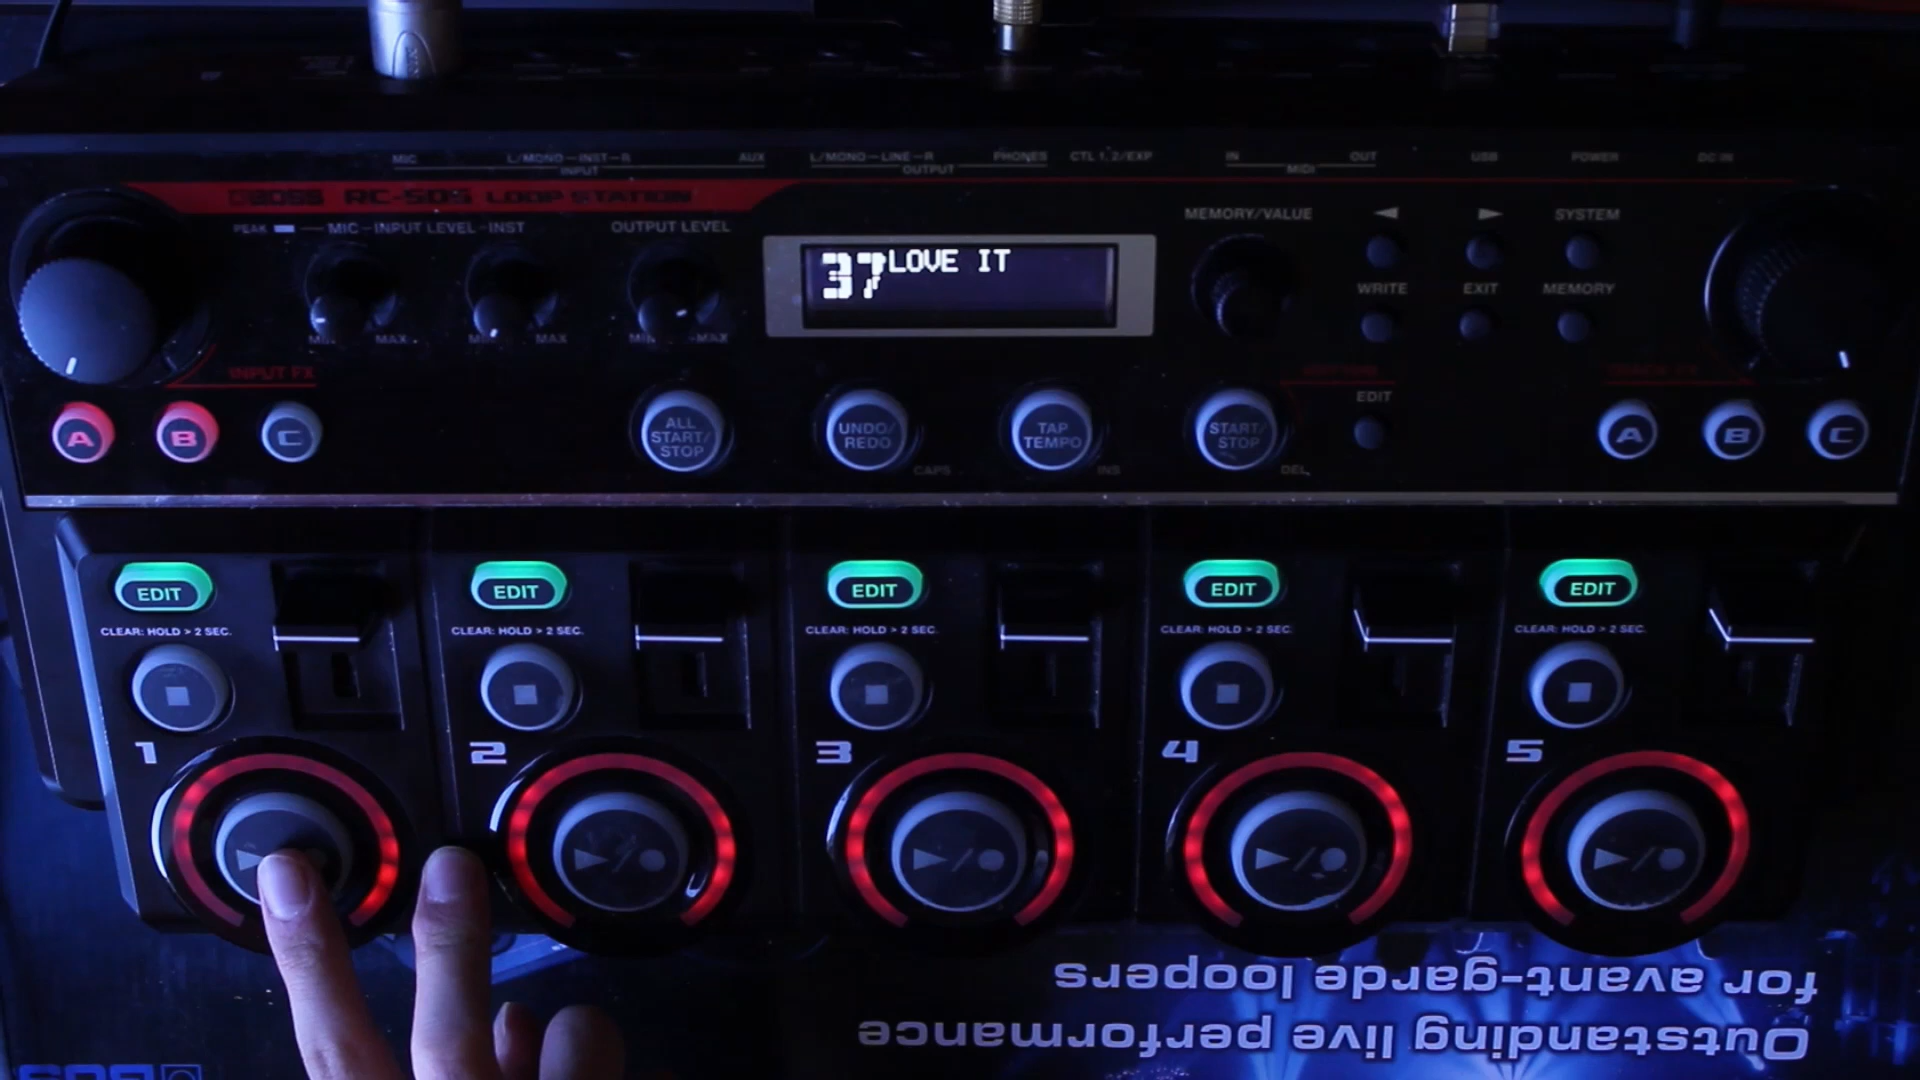 MIC L/MONO—INST—R AUX L/MONO—LINE—R PHONES CTL 1, 2/EXP IN OUT USB POWER DC IN
INPUT OUTPUT MIDI
BOSS RC-505 LOOP STATION
PEAK MIC—INPUT LEVEL—INST OUTPUT LEVEL MEMORY/VALUE SYSTEM
37 LOVE IT
WRITE EXIT MEMORY
MIN MAX MIN MAX MIN MAX
INPUT FX TRACK FX
EDIT
A B C ALL START/STOP UNDO/REDO TAP TEMPO START/STOP A B C
CAPS INS DEL
EDIT EDIT EDIT EDIT EDIT
CLEAR: HOLD > 2 SEC. CLEAR: HOLD > 2 SEC. CLEAR: HOLD > 2 SEC. CLEAR: HOLD > 2 SEC. CLEAR: HOLD > 2 SEC.
1 2 3 4 5
Outstanding live performance
for avant-garde loopers
BOSS